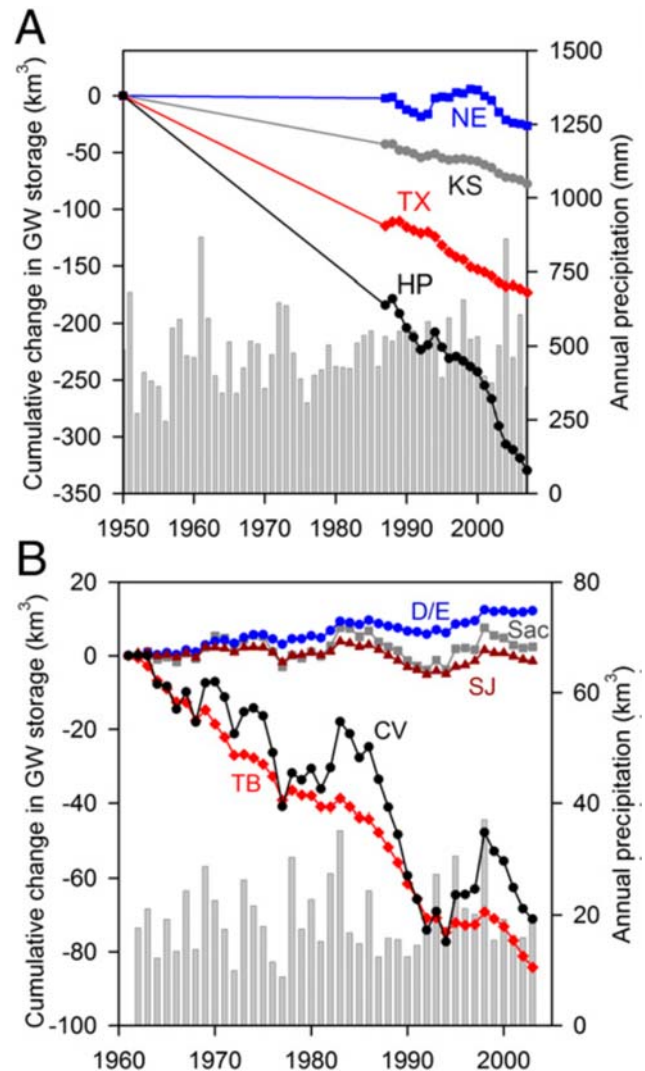 A
Cumulative change in GW storage (km³)
0
-50
-100
-150
-200
-250
-300
-350
NE
KS
TX
HP
1500
1250
1000
750
500
250
0
Annual precipitation (mm)
1950 1960 1970 1980 1990 2000
B
Cumulative change in GW storage (km³)
20
0
-20
-40
-60
-80
-100
D/E
Sac
SJ
CV
TB
80
60
40
20
0
Annual precipitation (km³)
1960 1970 1980 1990 2000